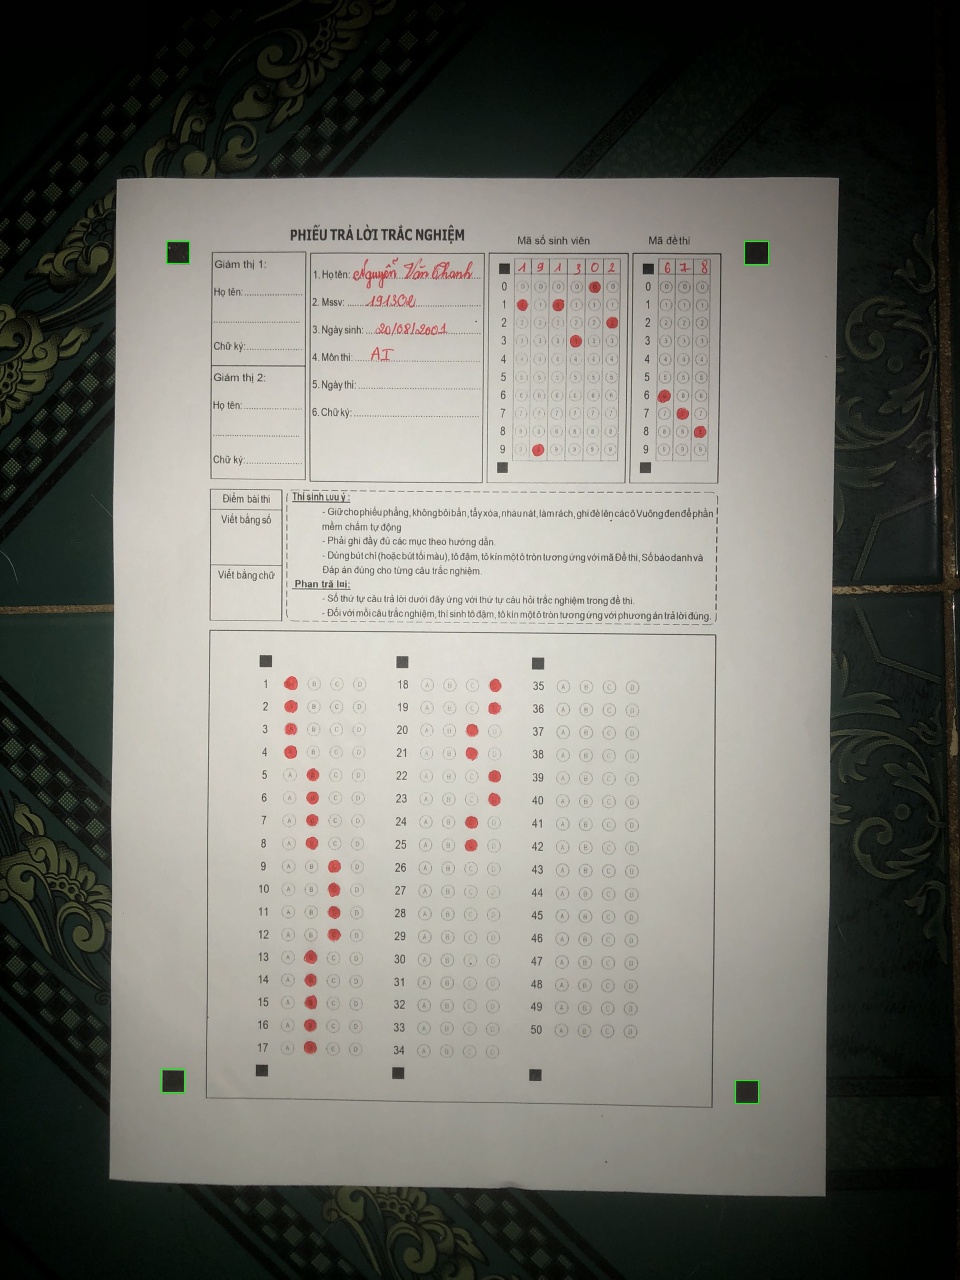 PHIẾU TRẢ LỜI TRẮC NGHIỆM
Mã số sinh viên
Mã đề thi
Giám thị 1:
Họ tên:
Chữ ký:
Giám thị 2:
Họ tên:
Chữ ký:
1. Họ tên: Nguyễn Văn Thanh
2. Mssv: 191302
3. Ngày sinh: 20/08/2001
4. Môn thi: AI
5. Ngày thi:
6. Chữ ký:
1 9 1 3 0 2
0
1
2
3
4
5
6
7
8
9
6 7 8
0
1
2
3
4
5
6
7
8
9
Điểm bài thi
Viết bằng số
Viết bằng chữ
Thí sinh lưu ý:
- Giữ cho phiếu phẳng, không bôi bẩn, tẩy xóa, nhàu nát, làm rách, ghi đè lên các ô Vuông đen để phần
mềm chấm tự động
- Phải ghi đầy đủ các mục theo hướng dẫn.
- Dùng bút chì (hoặc bút tối màu), tô đậm, tô kín một ô tròn tương ứng với mã Đề thi, Số báo danh và
Đáp án đúng cho từng câu trắc nghiệm.
Phần trả lời:
- Số thứ tự câu trả lời dưới đây ứng với thứ tự câu hỏi trắc nghiệm trong đề thi.
- Đối với mỗi câu trắc nghiệm, thí sinh tô đậm, tô kín một ô tròn tương ứng với phương án trả lời đúng.
1 B C D
2 B C D
3 B C D
4 B C D
5 A C D
6 A C D
7 A C D
8 A C D
9 A B D
10 A B D
11 A B D
12 A B D
13 A C D
14 A C D
15 A C D
16 A C D
17 A C D
18 A B C
19 A B C
20 A B D
21 A B D
22 A B C
23 A B C
24 A B D
25 A B D
26 A B C D
27 A B C D
28 A B C D
29 A B C D
30 A B C D
31 A B C D
32 A B C D
33 A B C D
34 A B C D
35 A B C D
36 A B C D
37 A B C D
38 A B C D
39 A B C D
40 A B C D
41 A B C D
42 A B C D
43 A B C D
44 A B C D
45 A B C D
46 A B C D
47 A B C D
48 A B C D
49 A B C D
50 A B C D